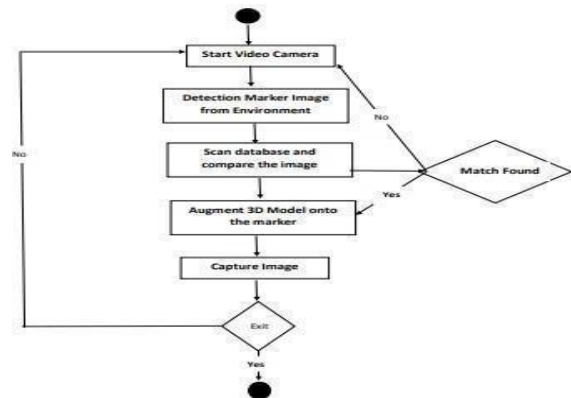 Start Video Camera
Detection Marker Image
from Environment
No
No
Scan database and
compare the image
Match Found
Yes
Augment 3D Model onto
the marker
Capture Image
Exit
Yes